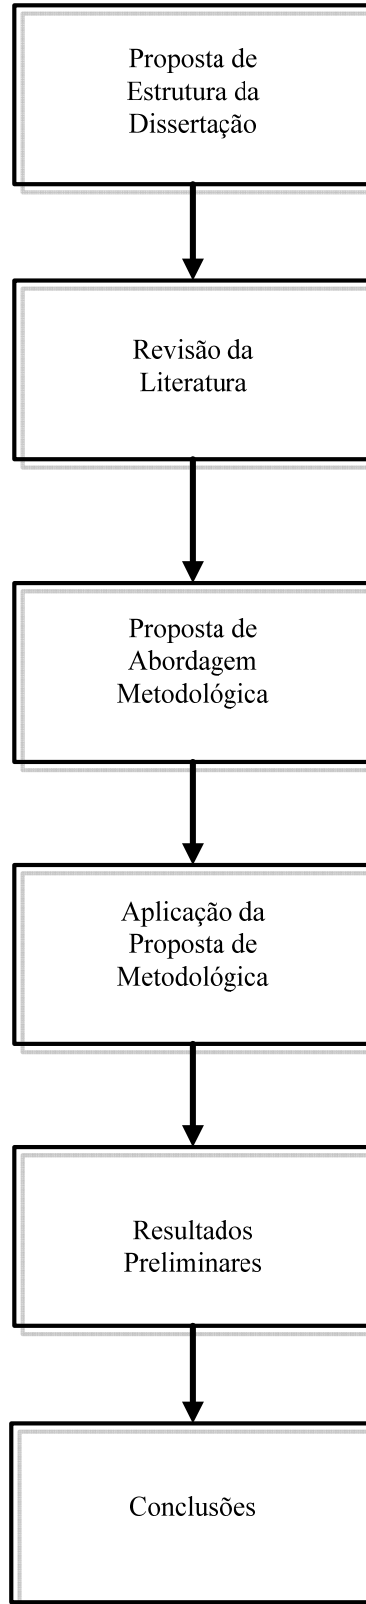 Proposta de
Estrutura da
Dissertação
Revisão da
Literatura
Proposta de
Abordagem
Metodológica
Aplicação da
Proposta de
Metodológica
Resultados
Preliminares
Conclusões